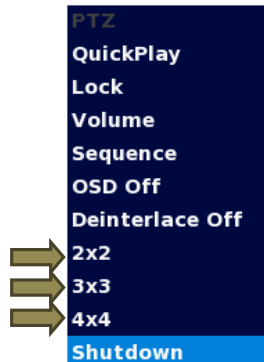 PTZ
QuickPlay
Lock
Volume
Sequence
OSD Off
Deinterlace Off
2x2
3x3
4x4
Shutdown